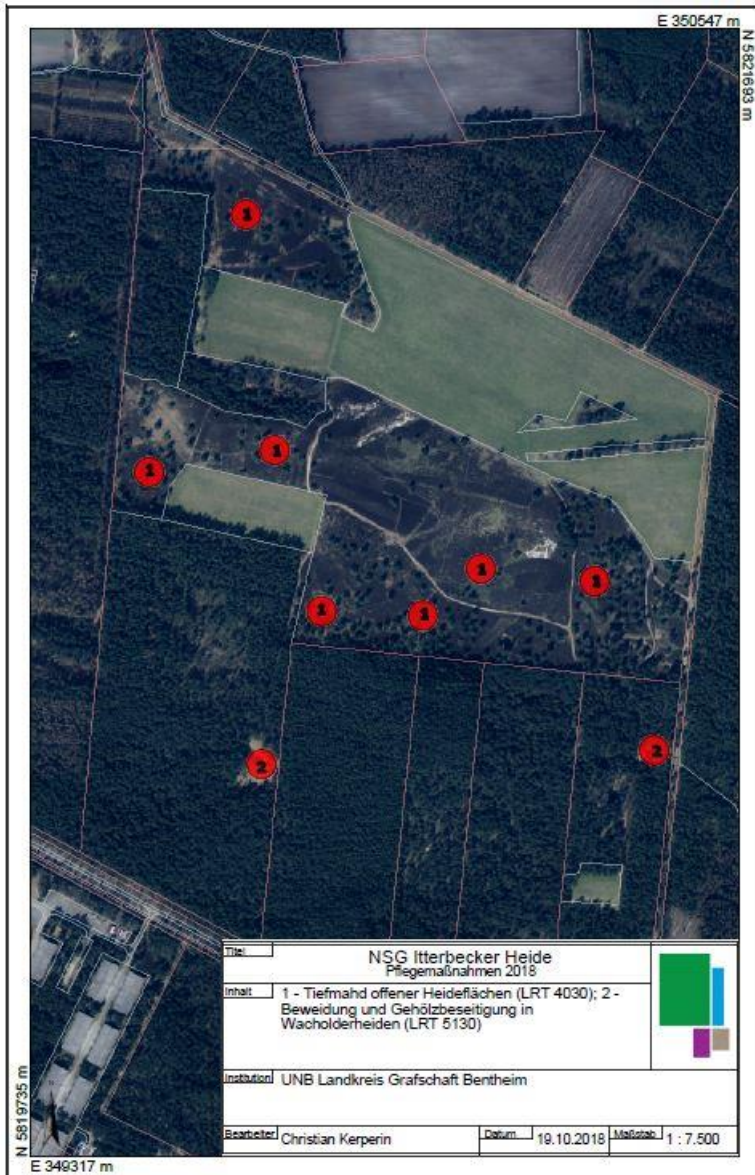 E 350547 m
N 5821693 m
1
1
1
1
1
1
1
2
2
Titel
NSG Itterbecker Heide
Pflegemaßnahmen 2018
Inhalt
1 - Tiefmahd offener Heideflächen (LRT 4030); 2 -
Beweidung und Gehölzbeseitigung in
Wacholderheiden (LRT 5130)
Institution
UNB Landkreis Grafschaft Bentheim
Bearbeiter
Christian Kerperin
Datum
19.10.2018
Maßstab
1 : 7.500
N 5819735 m
E 349317 m